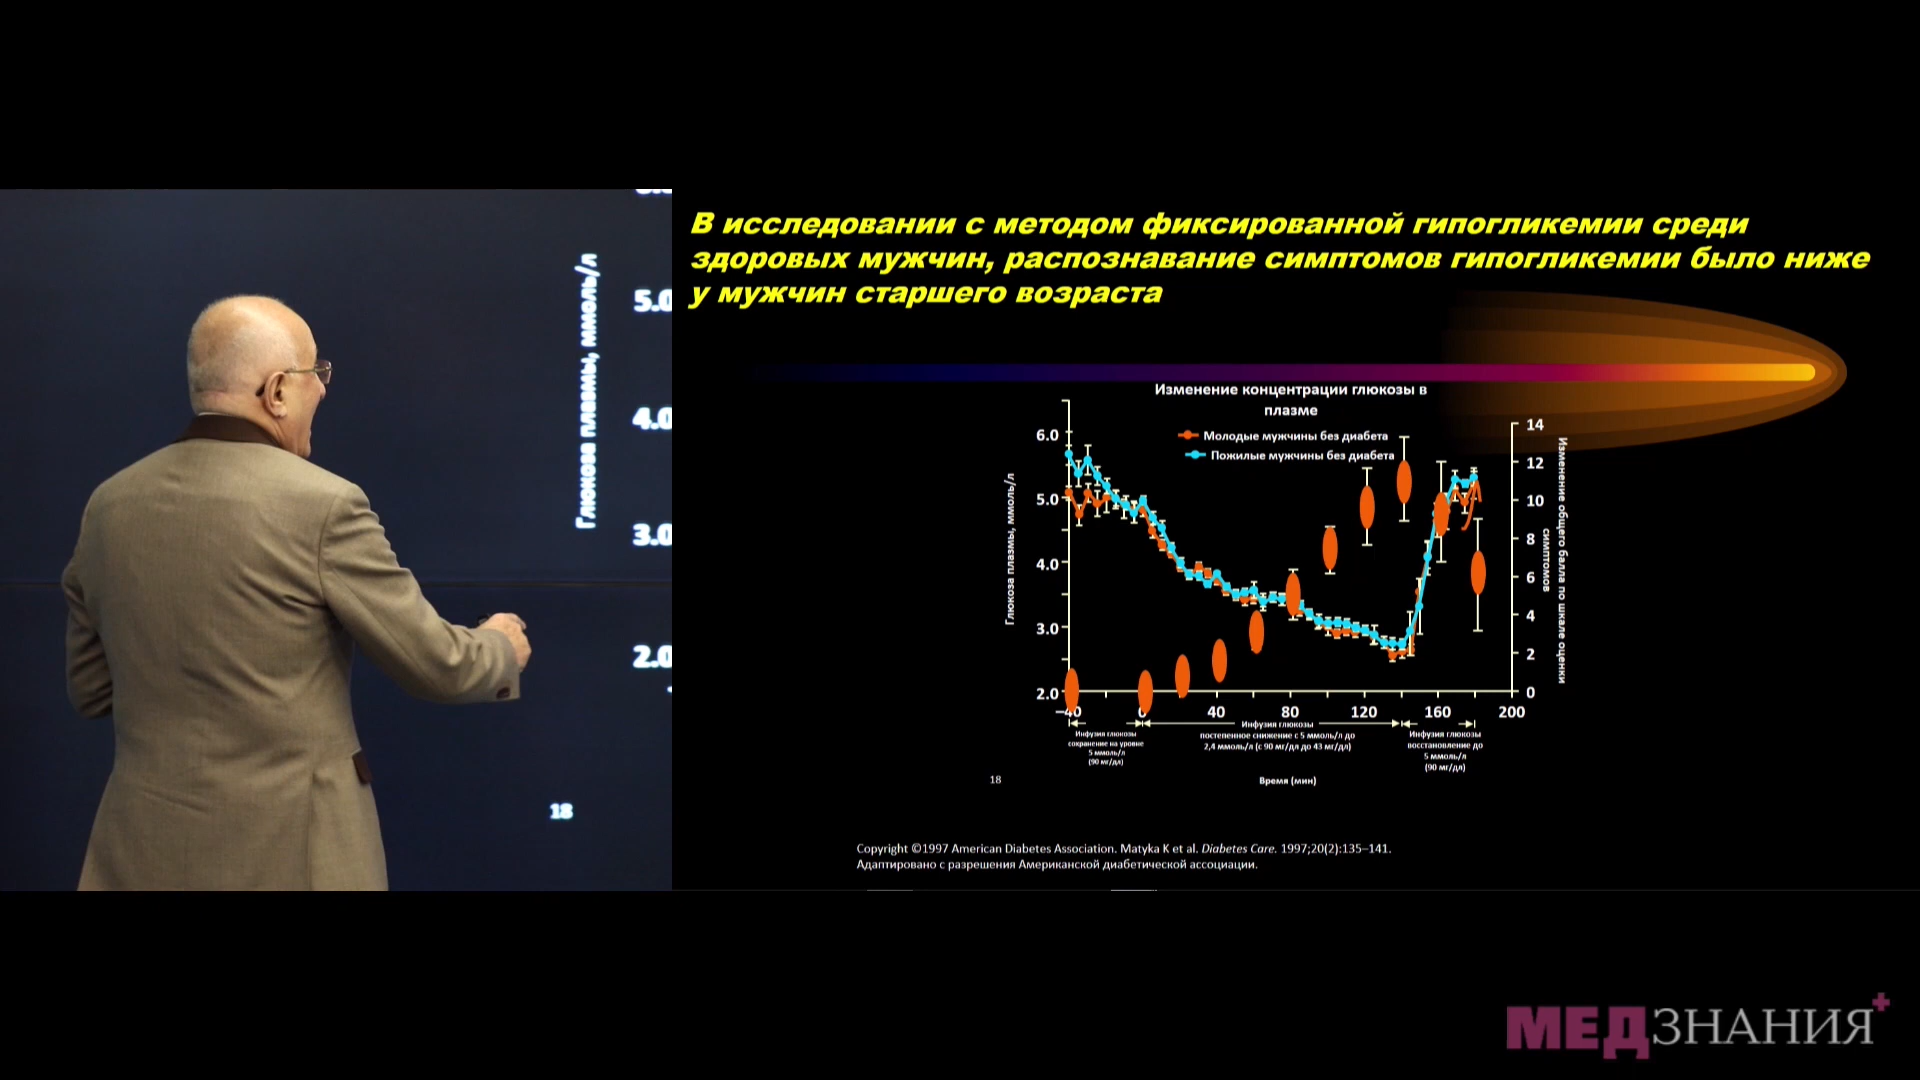 В исследовании с методом фиксированной гипогликемии среди
здоровых мужчин, распознавание симптомов гипогликемии было ниже
у мужчин старшего возраста
Глюкоза плазмы, ммоль/л
5.0
4.0
3.0
2.0
18
Изменение концентрации глюкозы в
плазме
Молодые мужчины без диабета
Пожилые мужчины без диабета
Глюкоза плазмы, ммоль/л
6.0
5.0
4.0
3.0
2.0
–40
0
40
80
120
160
200
14
12
10
8
6
4
2
0
Изменение общего балла по шкале оценки
симптомов
Инфузия глюкозы
сохранение на уровне
5 ммоль/л
(90 мг/дл)
Инфузия глюкозы
постепенное снижение с 5 ммоль/л до
2,4 ммоль/л (с 90 мг/дл до 43 мг/дл)
Инфузия глюкозы
восстановление до
5 ммоль/л
(90 мг/дл)
18
Время (мин)
Copyright ©1997 American Diabetes Association. Matyka K et al. Diabetes Care. 1997;20(2):135–141.
Адаптировано с разрешения Американской диабетической ассоциации.
МЕДЗНАНИЯ+